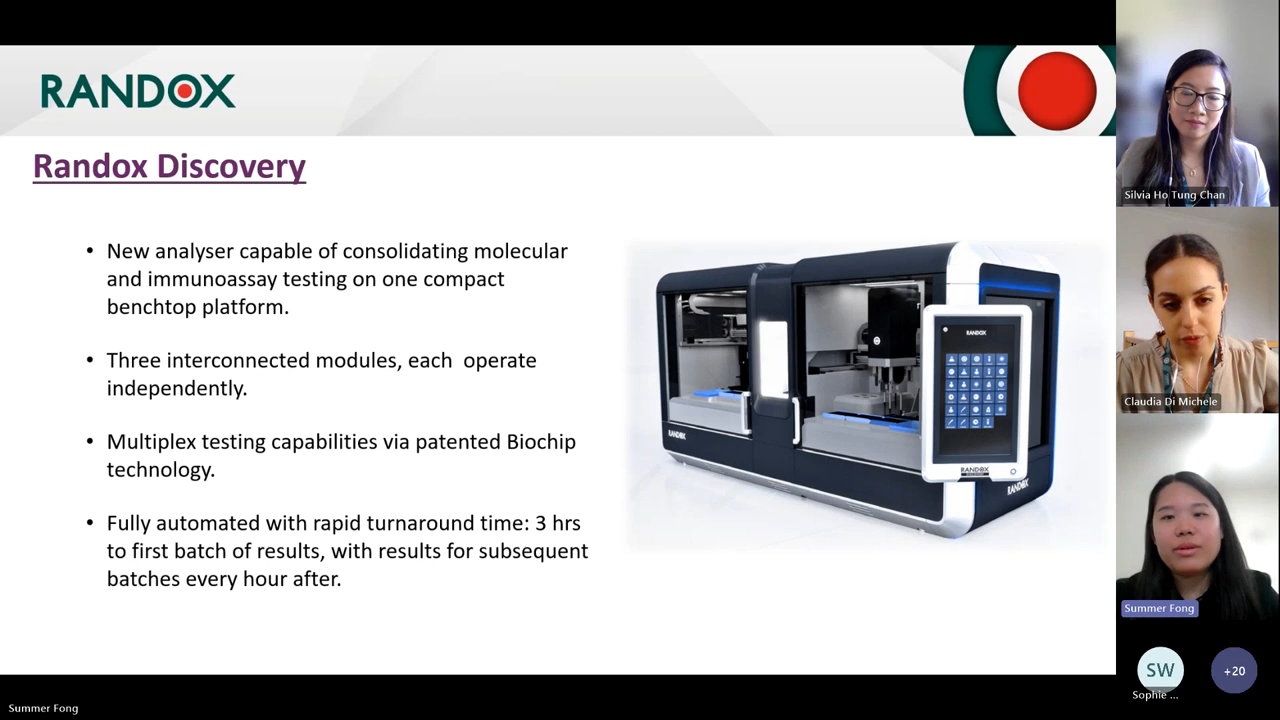 RANDOX
Randox Discovery
• New analyser capable of consolidating molecular
and immunoassay testing on one compact
benchtop platform.
• Three interconnected modules, each  operate
independently.
• Multiplex testing capabilities via patented Biochip
technology.
• Fully automated with rapid turnaround time: 3 hrs
to first batch of results, with results for subsequent
batches every hour after.
RANDOX
RANDOX
RANDOX
RANDOX
Silvia Ho Tung Chan
Claudia Di Michele
Summer Fong
SW
+20
Sophie ...
Summer Fong